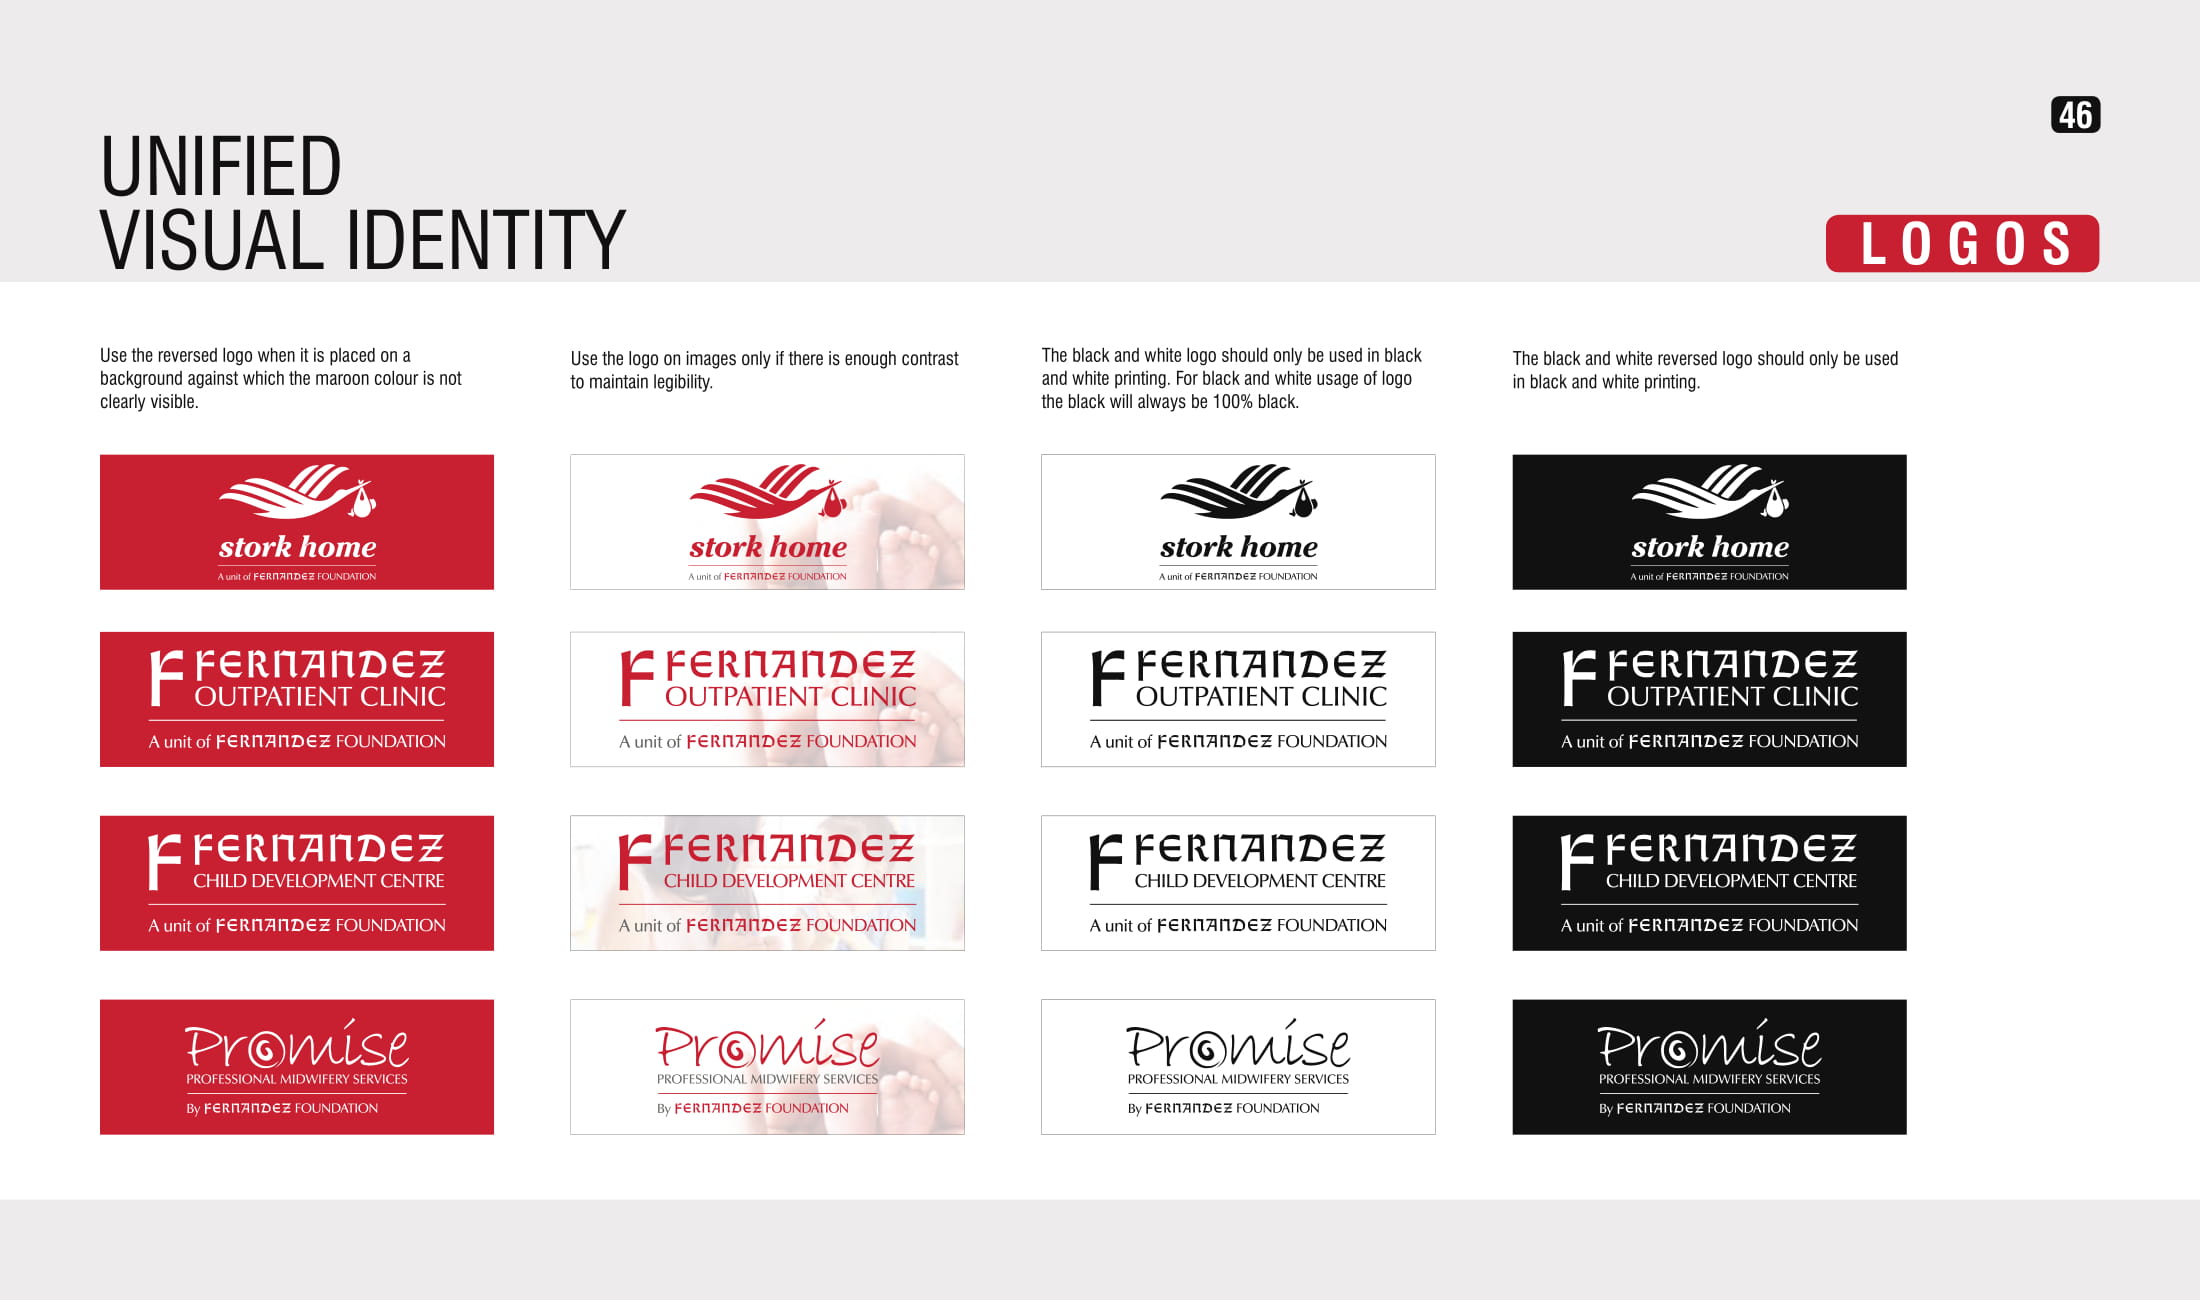 46
UNIFIED
VISUAL IDENTITY
LOGOS
Use the reversed logo when it is placed on a
background against which the maroon colour is not
clearly visible.
Use the logo on images only if there is enough contrast
to maintain legibility.
The black and white logo should only be used in black
and white printing. For black and white usage of logo
the black will always be 100% black.
The black and white reversed logo should only be used
in black and white printing.
stork home
A unit of FERNANDEZ FOUNDATION
stork home
A unit of FERNANDEZ FOUNDATION
stork home
A unit of FERNANDEZ FOUNDATION
stork home
A unit of FERNANDEZ FOUNDATION
F FERNANDEZ
OUTPATIENT CLINIC
A unit of FERNANDEZ FOUNDATION
F FERNANDEZ
OUTPATIENT CLINIC
A unit of FERNANDEZ FOUNDATION
F FERNANDEZ
OUTPATIENT CLINIC
A unit of FERNANDEZ FOUNDATION
F FERNANDEZ
OUTPATIENT CLINIC
A unit of FERNANDEZ FOUNDATION
F FERNANDEZ
CHILD DEVELOPMENT CENTRE
A unit of FERNANDEZ FOUNDATION
F FERNANDEZ
CHILD DEVELOPMENT CENTRE
A unit of FERNANDEZ FOUNDATION
F FERNANDEZ
CHILD DEVELOPMENT CENTRE
A unit of FERNANDEZ FOUNDATION
F FERNANDEZ
CHILD DEVELOPMENT CENTRE
A unit of FERNANDEZ FOUNDATION
Promise
PROFESSIONAL MIDWIFERY SERVICES
By FERNANDEZ FOUNDATION
Promise
PROFESSIONAL MIDWIFERY SERVICES
By FERNANDEZ FOUNDATION
Promise
PROFESSIONAL MIDWIFERY SERVICES
By FERNANDEZ FOUNDATION
Promise
PROFESSIONAL MIDWIFERY SERVICES
By FERNANDEZ FOUNDATION